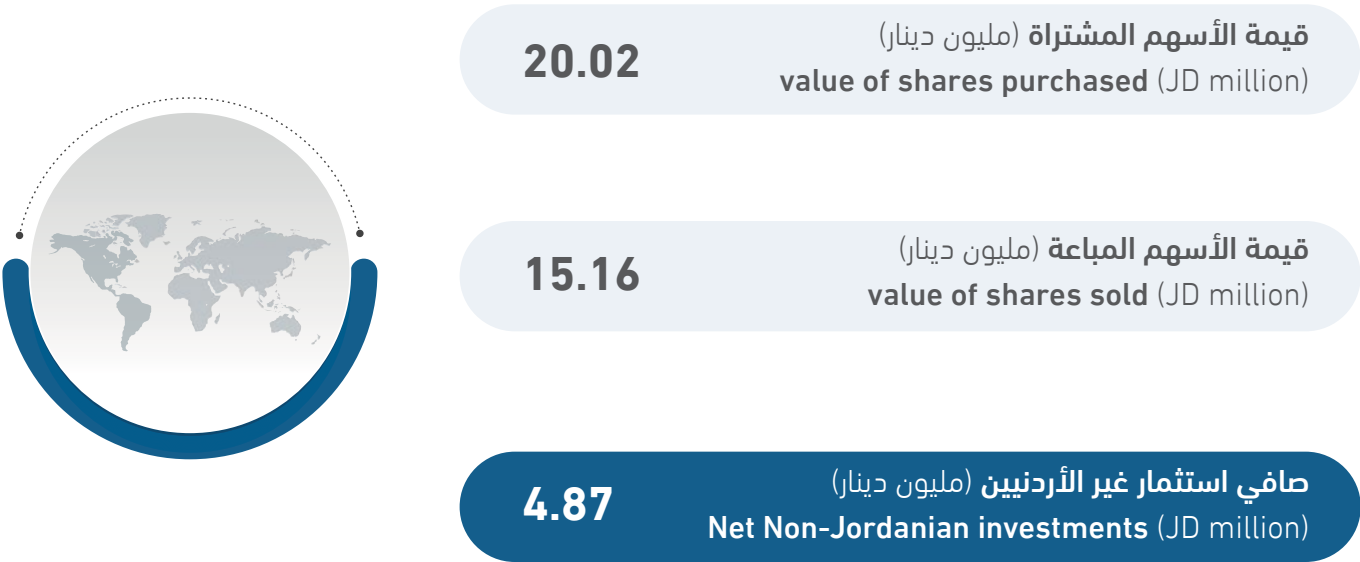 قيمة الأسهم المشتراة (مليون دينار)
value of shares purchased (JD million)
20.02
قيمة الأسهم المباعة (مليون دينار)
value of shares sold (JD million)
15.16
صافي استثمار غير الأردنيين (مليون دينار)
Net Non-Jordanian investments (JD million)
4.87